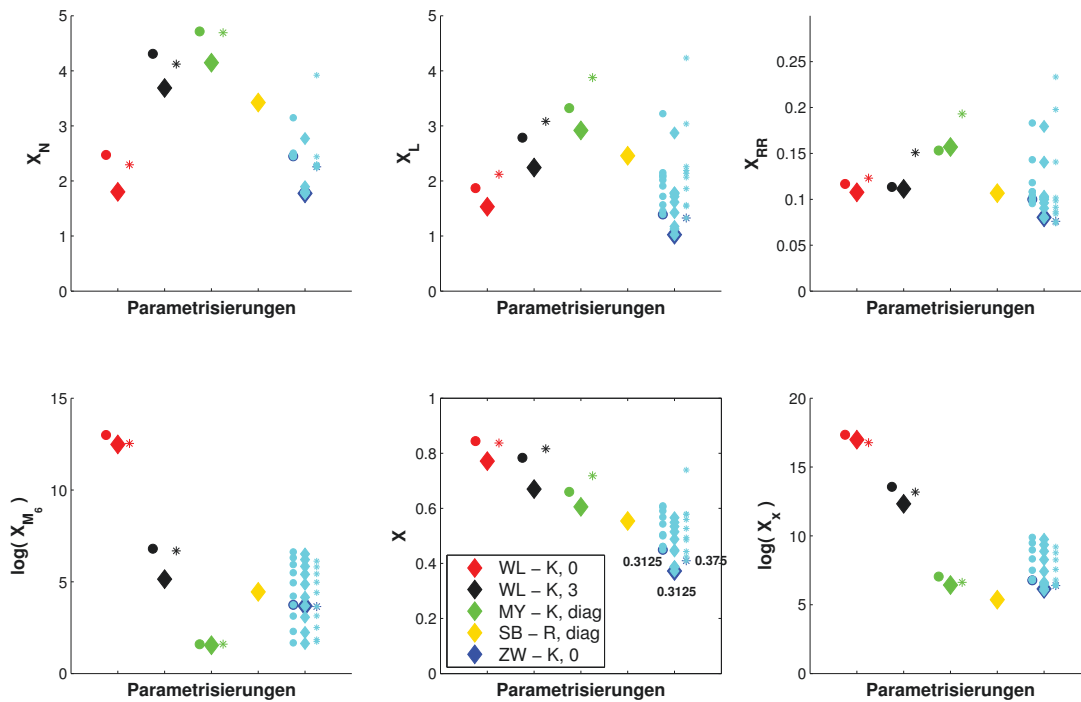 5
4
3
2
1
0
X_N
Parametrisierungen
5
4
3
2
1
0
X_L
Parametrisierungen
0.25
0.2
0.15
0.1
0.05
0
X_RR
Parametrisierungen
15
10
5
0
log( X_M_6 )
Parametrisierungen
1
0.8
0.6
0.4
0.2
0
X
0.3125
0.375
0.3125
WL − K, 0
WL − K, 3
MY − K, diag
SB − R, diag
ZW − K, 0
Parametrisierungen
20
15
10
5
0
log( X_x )
Parametrisierungen